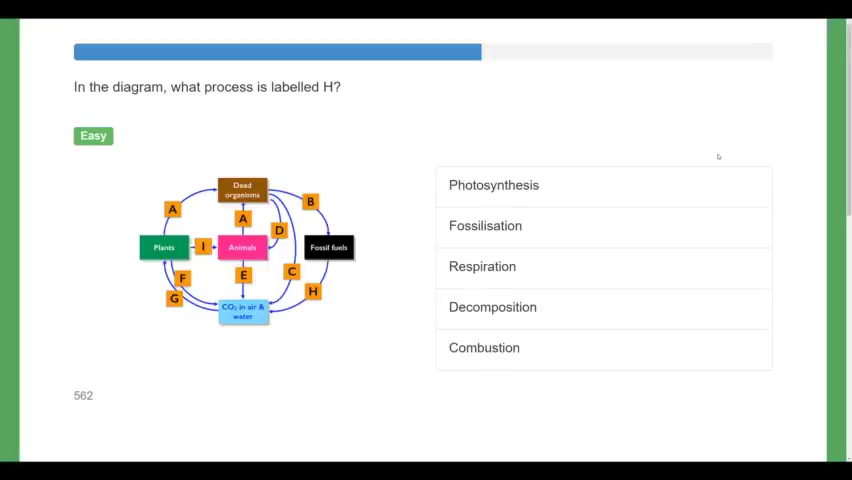 In the diagram, what process is labelled H?
Easy
Dead
organisms
A
B
A
D
Plants
I
Animals
Fossil fuels
F
E
C
G
H
CO₂ in air &
water
Photosynthesis
Fossilisation
Respiration
Decomposition
Combustion
562